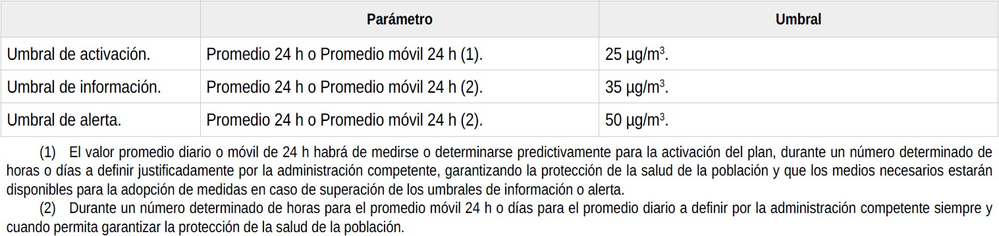 Parámetro Umbral
Umbral de activación. Promedio 24 h o Promedio móvil 24 h (1). 25 µg/m³.
Umbral de información. Promedio 24 h o Promedio móvil 24 h (2). 35 µg/m³.
Umbral de alerta. Promedio 24 h o Promedio móvil 24 h (2). 50 µg/m³.
(1) El valor promedio diario o móvil de 24 h habrá de medirse o determinarse predictivamente para la activación del plan, durante un número determinado de
horas o días a definir justificadamente por la administración competente, garantizando la protección de la salud de la población y que los medios necesarios estarán
disponibles para la adopción de medidas en caso de superación de los umbrales de información o alerta.
(2) Durante un número determinado de horas para el promedio móvil 24 h o días para el promedio diario a definir por la administración competente siempre y
cuando permita garantizar la protección de la salud de la población.